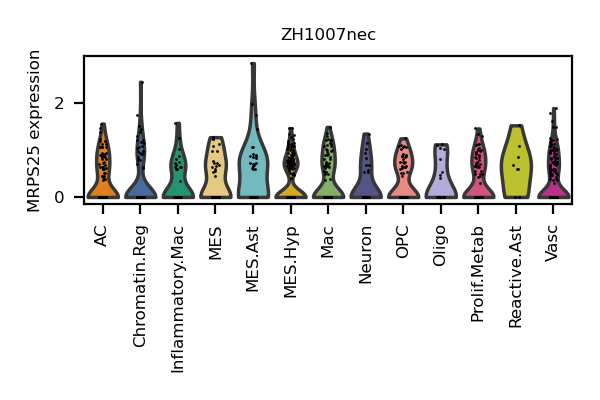 ZH1007nec
MRPS25 expression
2
0
AC
Chromatin.Reg
Inflammatory.Mac
MES
MES.Ast
MES.Hyp
Mac
Neuron
OPC
Oligo
Prolif.Metab
Reactive.Ast
Vasc